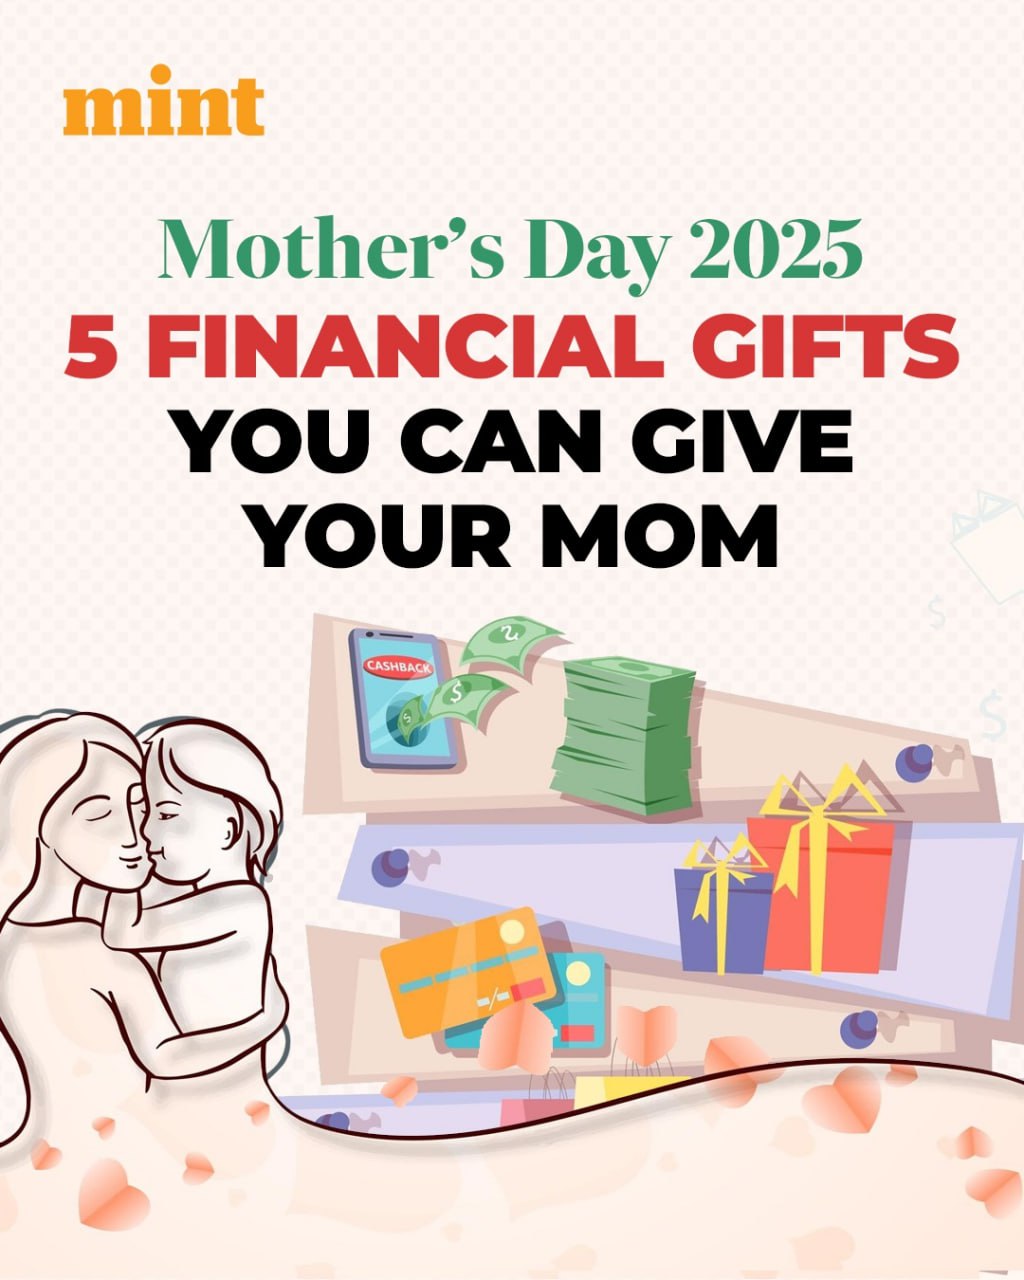 mint
Mother's Day 2025
5 FINANCIAL GIFTS
YOU CAN GIVE
YOUR MOM
CASHBACK